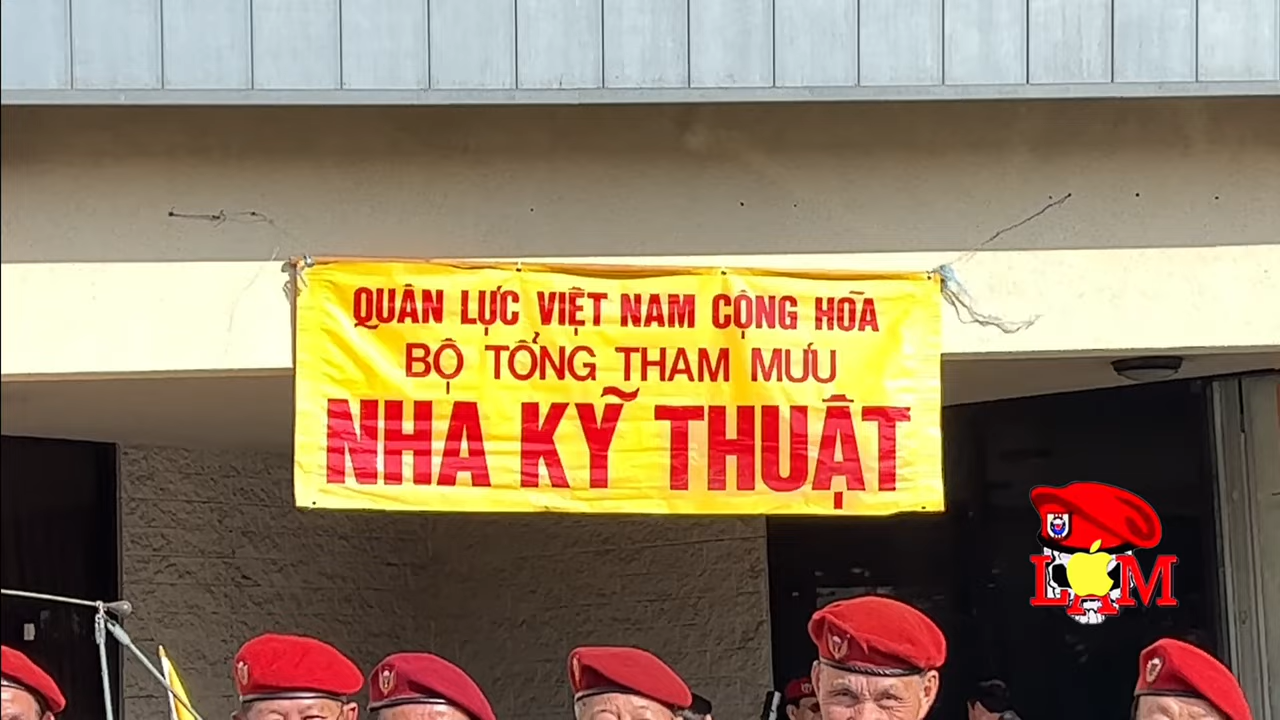 QUÂN LỰC VIỆT NAM CỘNG HÒA
BỘ TỔNG THAM MƯU
NHA KỸ THUẬT
LAM